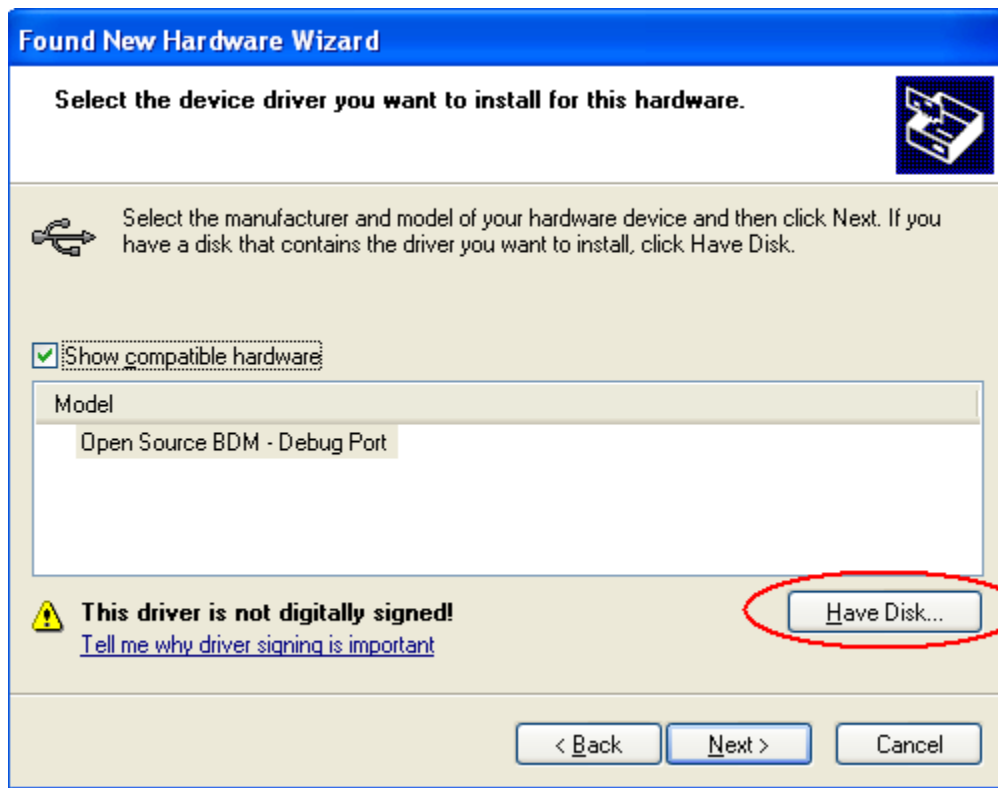 Found New Hardware Wizard
Select the device driver you want to install for this hardware.
Select the manufacturer and model of your hardware device and then click Next. If you
have a disk that contains the driver you want to install, click Have Disk.
Show compatible hardware
Model
Open Source BDM - Debug Port
This driver is not digitally signed!
Have Disk...
Tell me why driver signing is important
< Back
Next >
Cancel